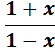 1 + x
1 − x